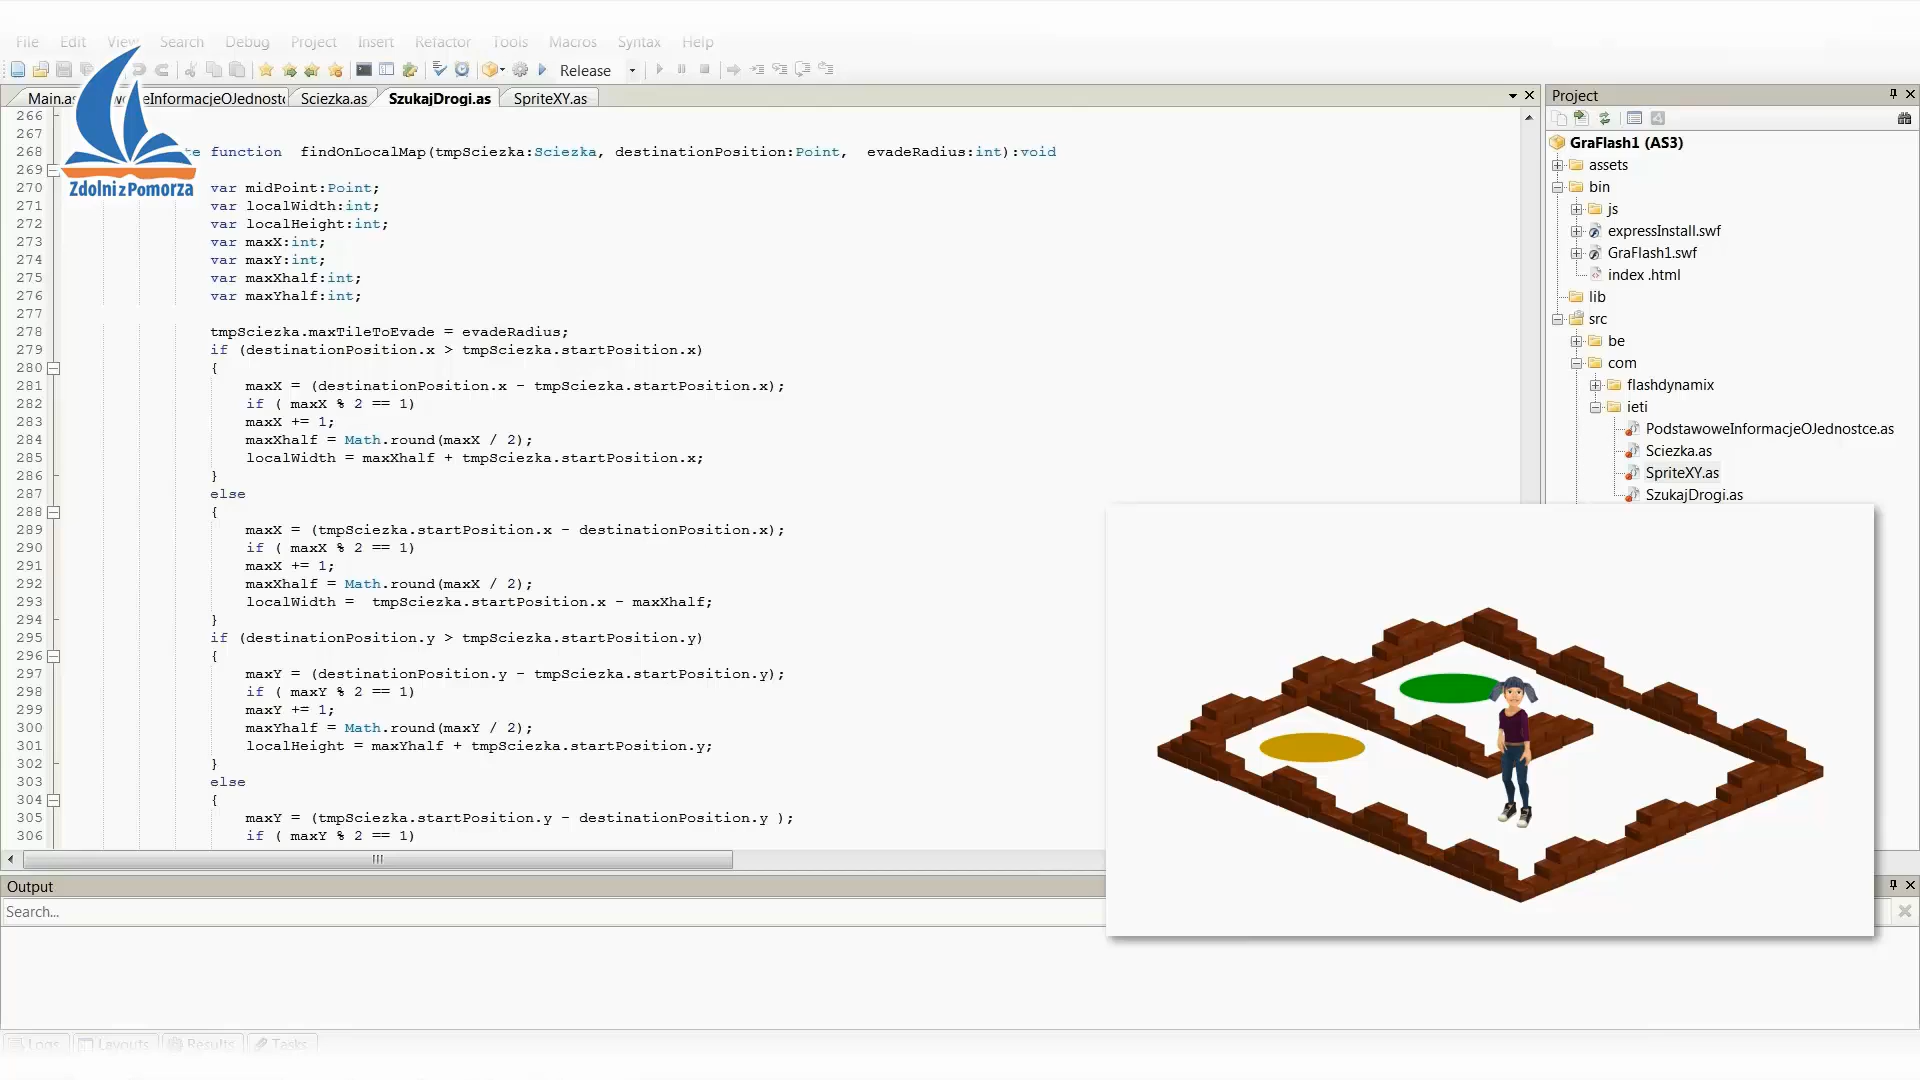 File Edit View Search Debug Project Insert Refactor Tools Macros Syntax Help
Release
Main.as
oweInformacjeOJednostc
Sciezka.as
SzukajDrogi.as
SpriteXY.as
Zdolni z Pomorza
266
267
268 te function  findOnLocalMap(tmpSciezka:Sciezka, destinationPosition:Point,  evadeRadius:int):void
269
270 var midPoint:Point;
271 var localWidth:int;
272 var localHeight:int;
273 var maxX:int;
274 var maxY:int;
275 var maxXhalf:int;
276 var maxYhalf:int;
277
278 tmpSciezka.maxTileToEvade = evadeRadius;
279 if (destinationPosition.x > tmpSciezka.startPosition.x)
280 {
281 maxX = (destinationPosition.x - tmpSciezka.startPosition.x);
282 if ( maxX % 2 == 1)
283 maxX += 1;
284 maxXhalf = Math.round(maxX / 2);
285 localWidth = maxXhalf + tmpSciezka.startPosition.x;
286 }
287 else
288 {
289 maxX = (tmpSciezka.startPosition.x - destinationPosition.x);
290 if ( maxX % 2 == 1)
291 maxX += 1;
292 maxXhalf = Math.round(maxX / 2);
293 localWidth =  tmpSciezka.startPosition.x - maxXhalf;
294 }
295 if (destinationPosition.y > tmpSciezka.startPosition.y)
296 {
297 maxY = (destinationPosition.y - tmpSciezka.startPosition.y);
298 if ( maxY % 2 == 1)
299 maxY += 1;
300 maxYhalf = Math.round(maxY / 2);
301 localHeight = maxYhalf + tmpSciezka.startPosition.y;
302 }
303 else
304 {
305 maxY = (tmpSciezka.startPosition.y - destinationPosition.y );
306 if ( maxY % 2 == 1)
Project
GraFlash1 (AS3)
assets
bin
js
expressInstall.swf
GraFlash1.swf
index .html
lib
src
be
com
flashdynamix
ieti
PodstawoweInformacjeOJednostce.as
Sciezka.as
SpriteXY.as
SzukajDrogi.as
Output
Search...
Logs Layouts Results Tasks